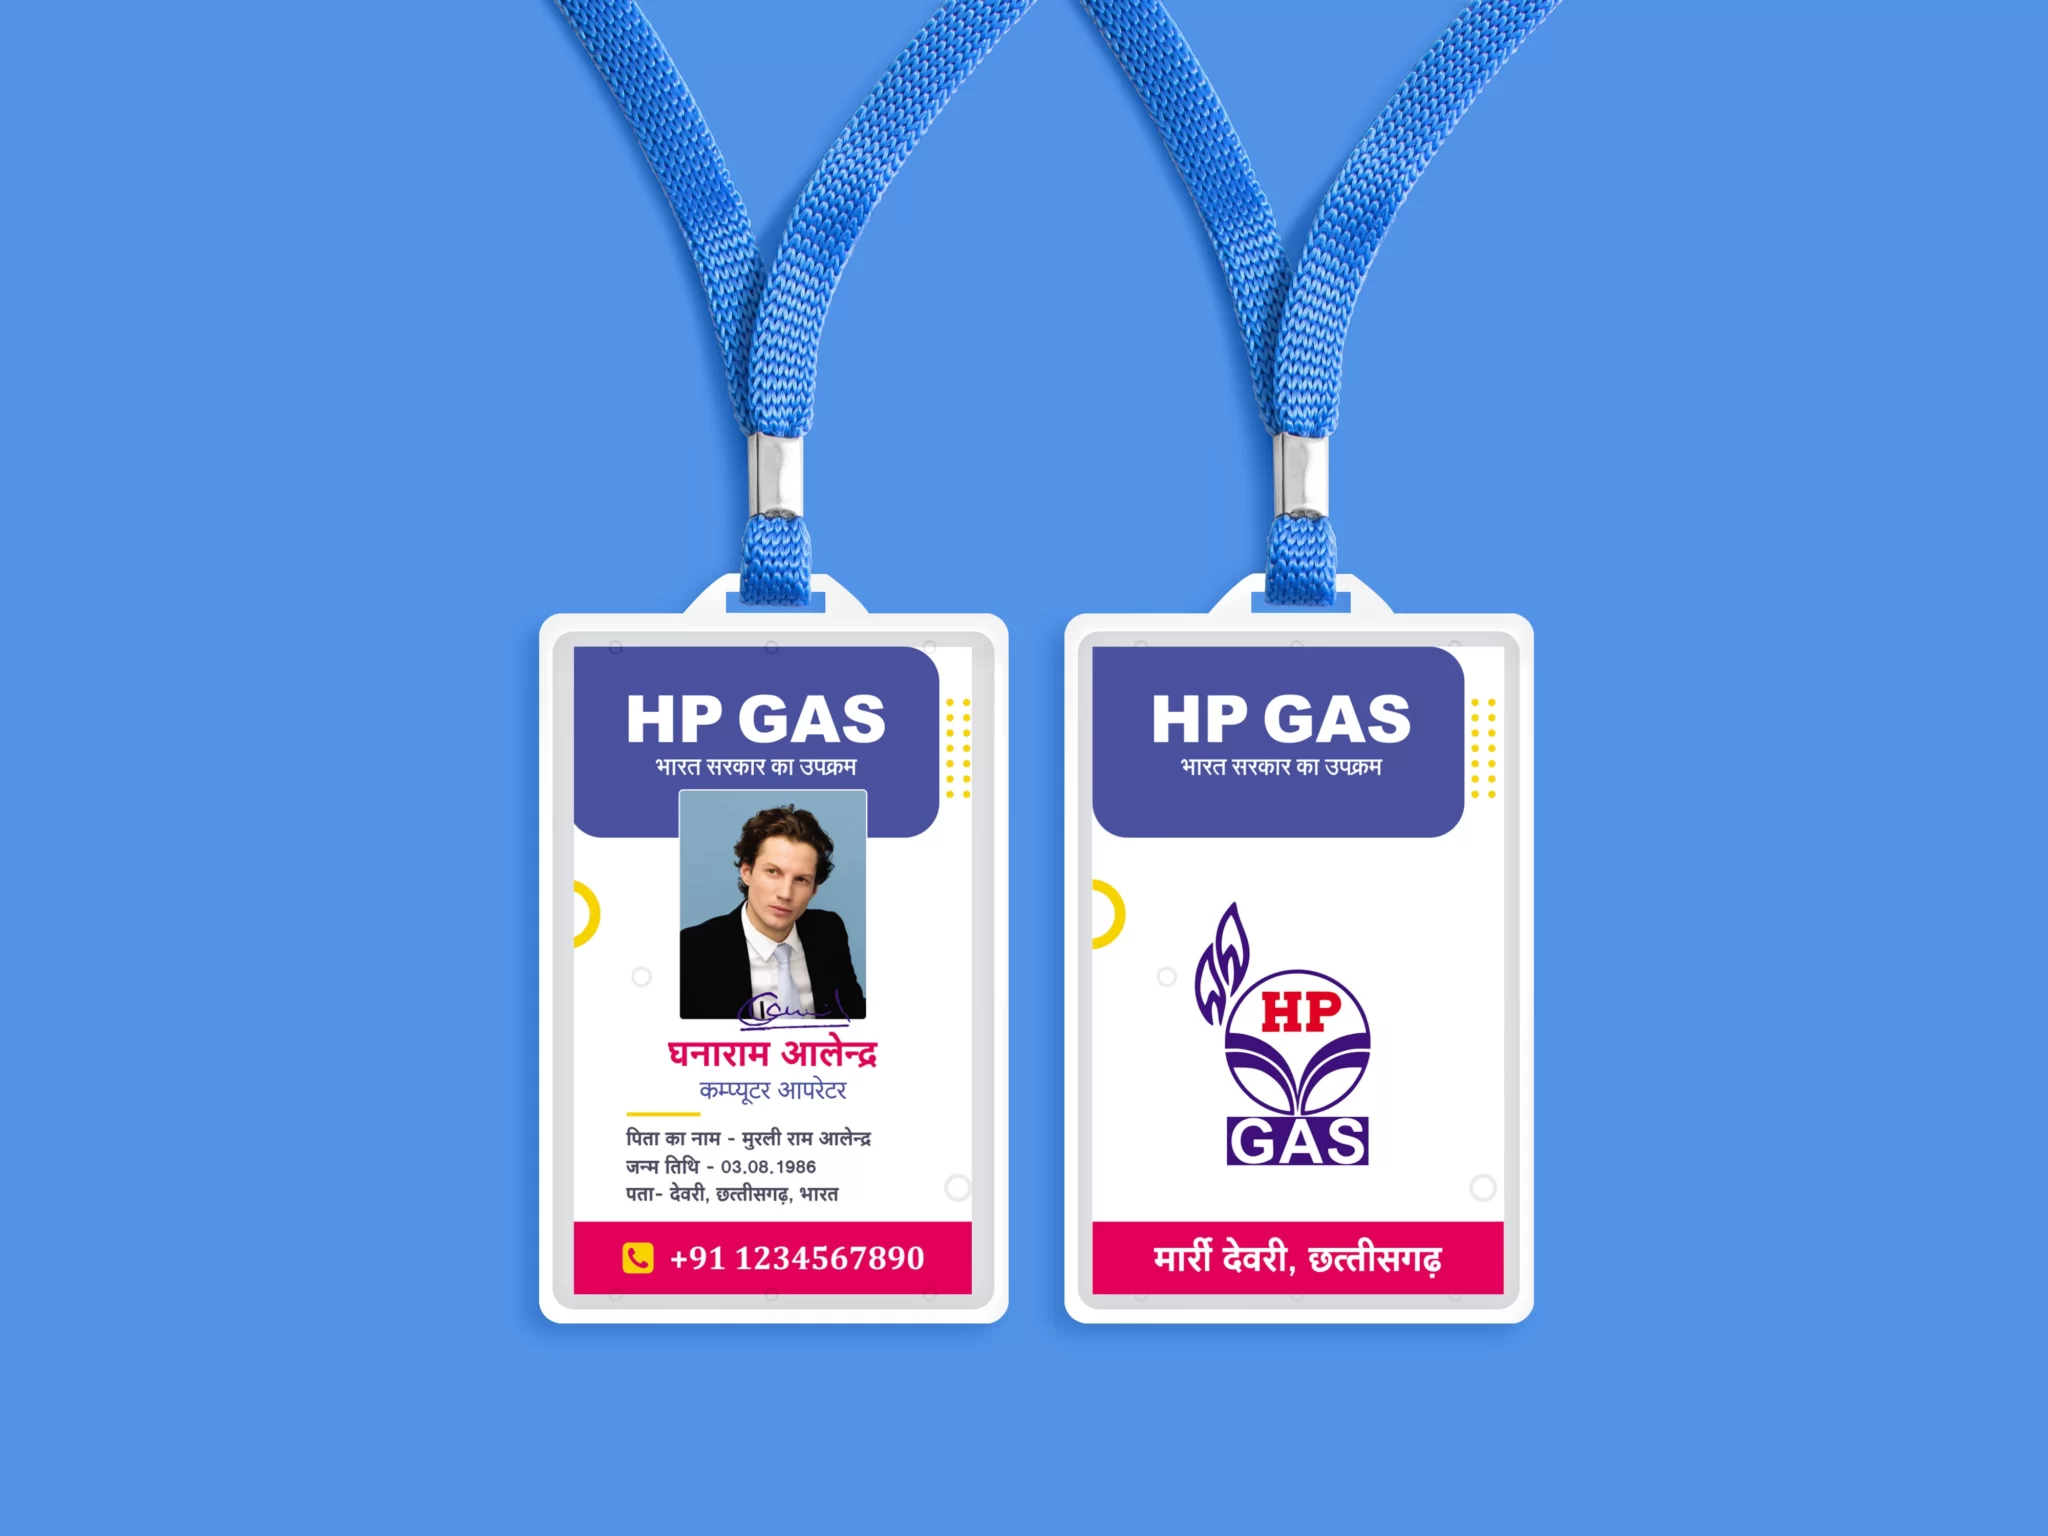 HP GAS
भारत सरकार का उपक्रम
घनाराम आलेन्द्र
कम्प्यूटर आपरेटर
पिता का नाम - मुरली राम आलेन्द्र
जन्म तिथि - 03.08.1986
पता- देवरी, छत्तीसगढ़, भारत
+91 1234567890
HP GAS
भारत सरकार का उपक्रम
HP
GAS
मार्री देवरी, छत्तीसगढ़